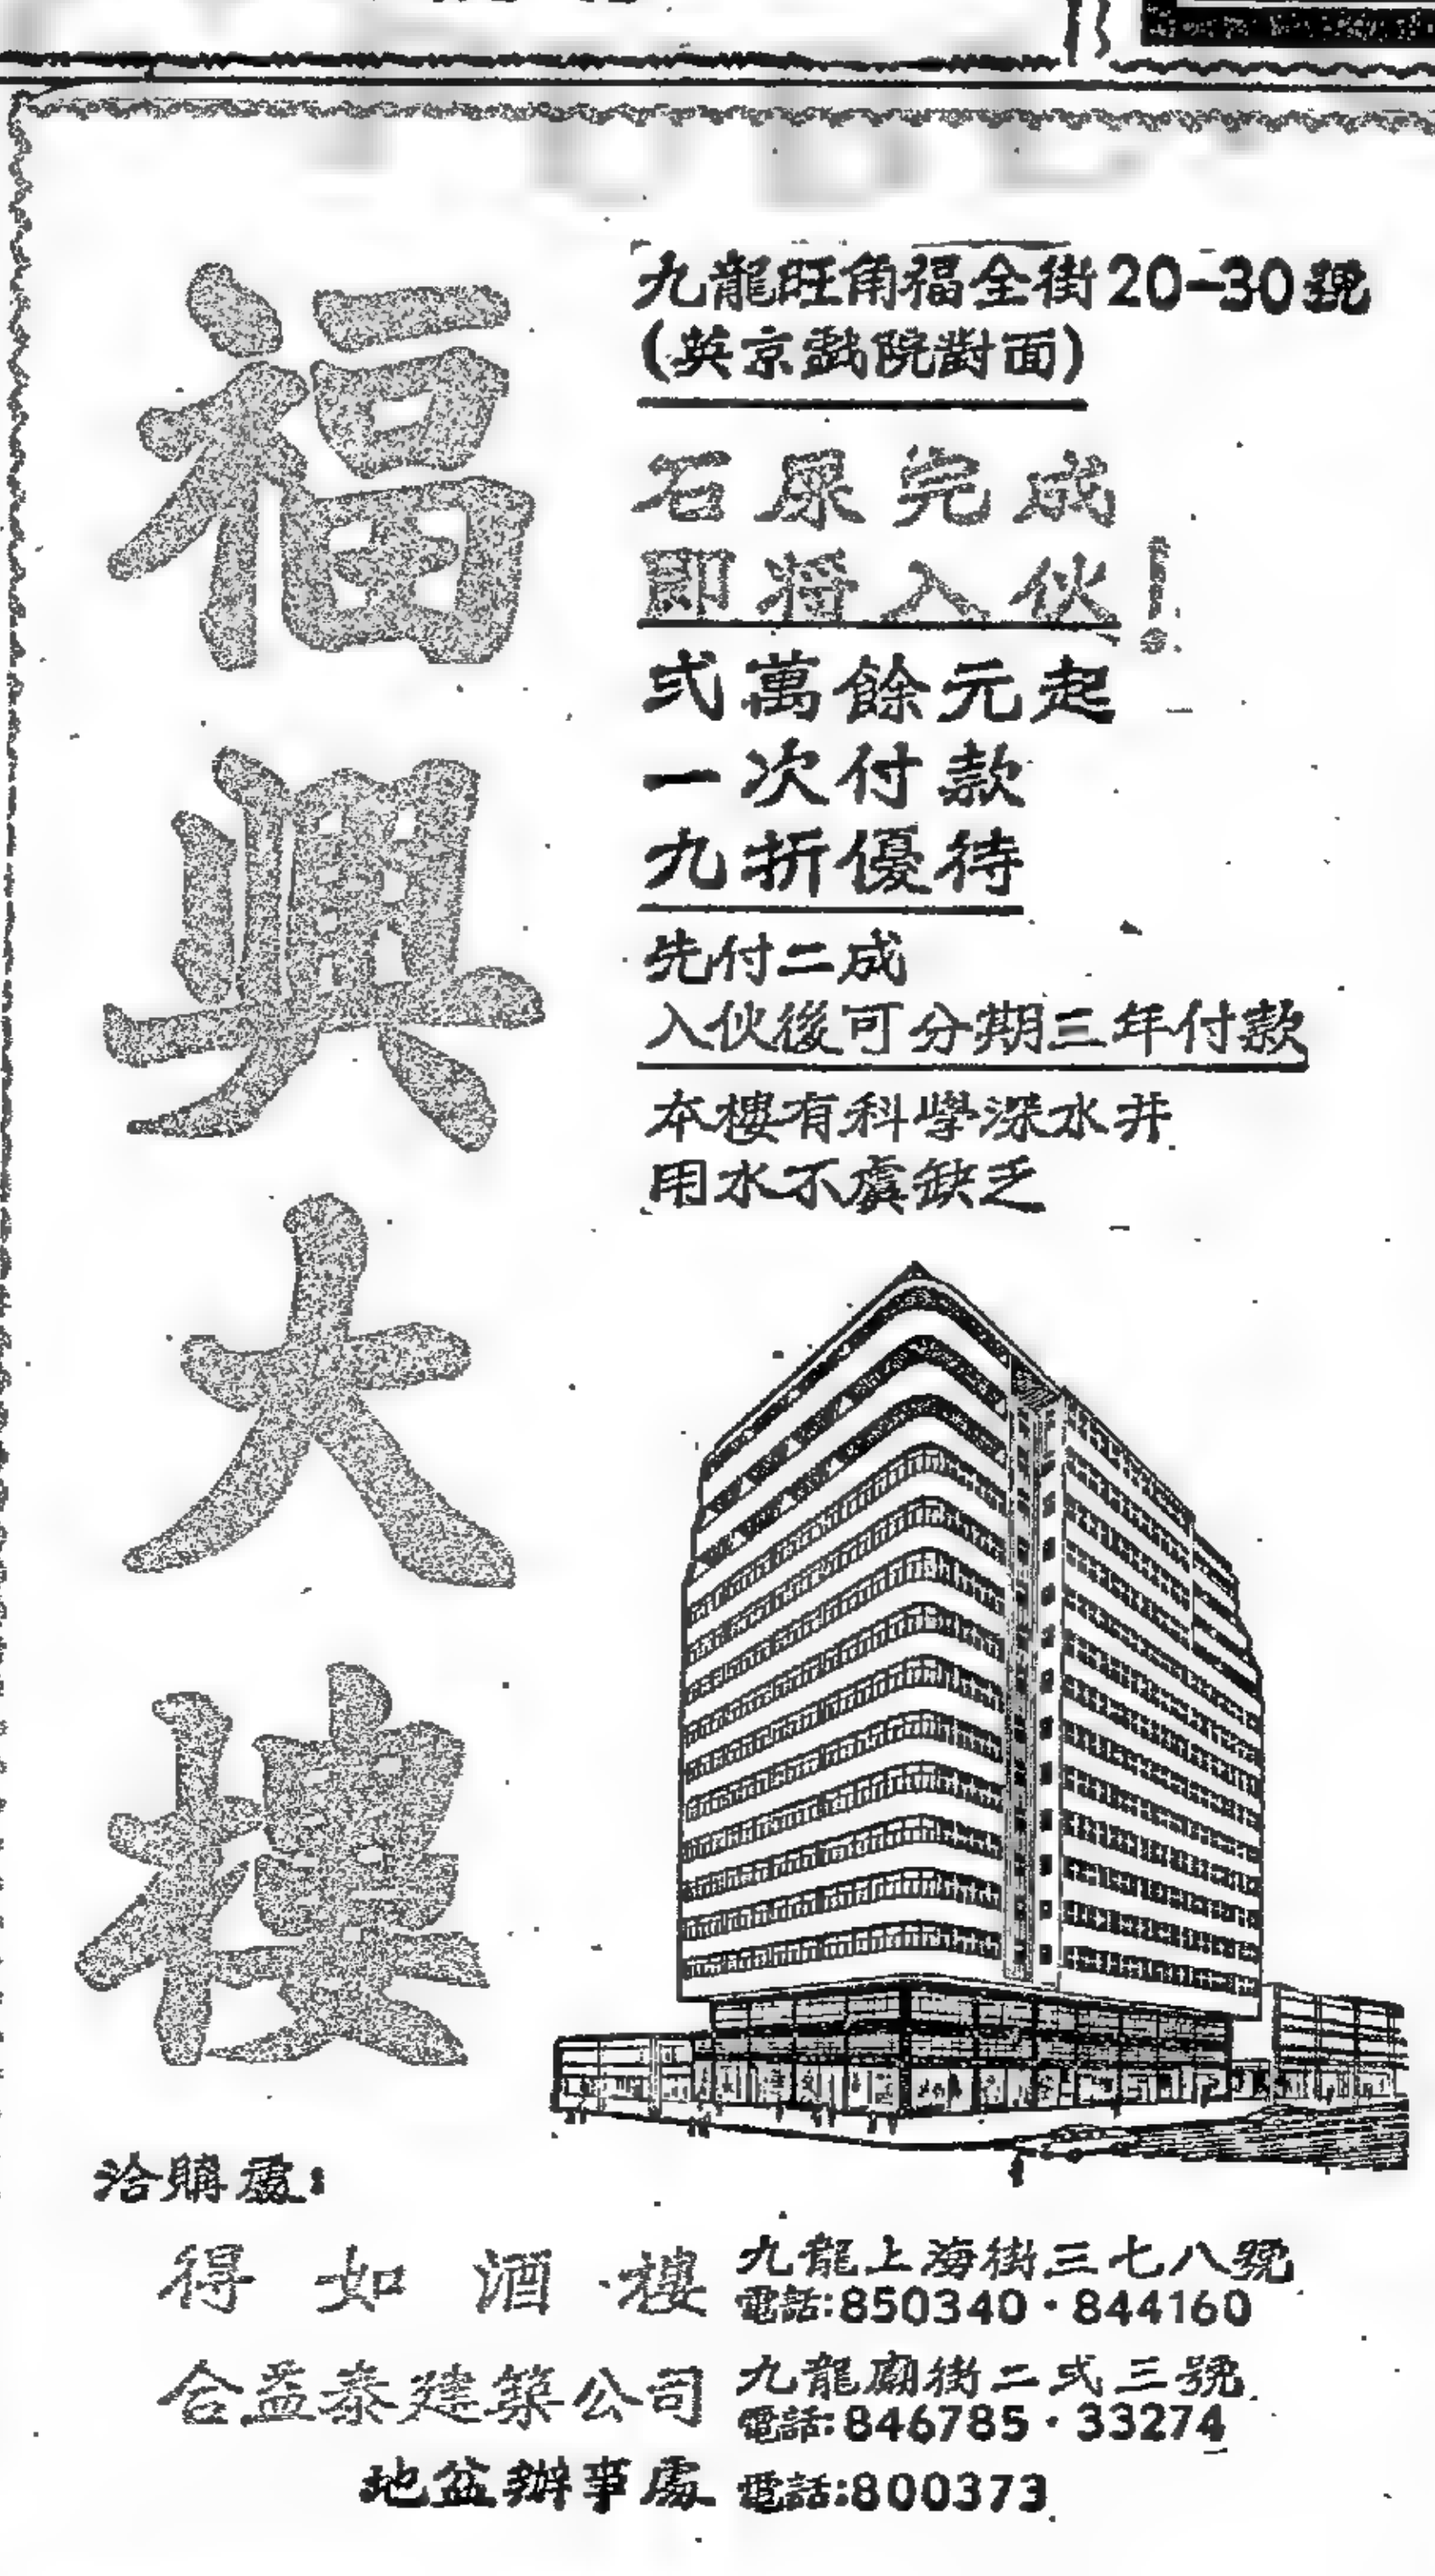 福興大樓
九龍旺角福全街20-30號
(英京戲院對面)
石屎完成
即將入伙!
弍萬餘元起
一次付款
九折優待
先付二成
入伙後可分期三年付款
本樓有科學深水井
用水不虞缺乏
洽購處:
得如酒樓 九龍上海街三七八號
電話:850340·844160
合益泰建築公司 九龍廟街二弍三號
電話:846785·33274
地盆辦事處 電話:800373